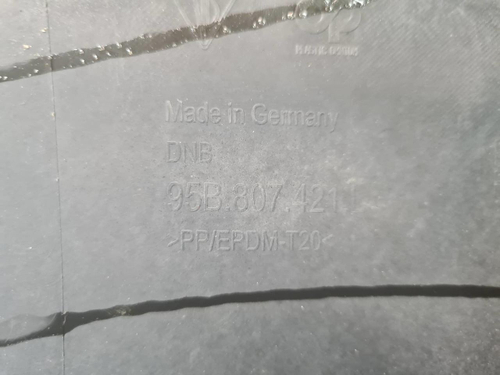 Made in Germany
DNB
95B.807.421
>PP/EPDM-T20<